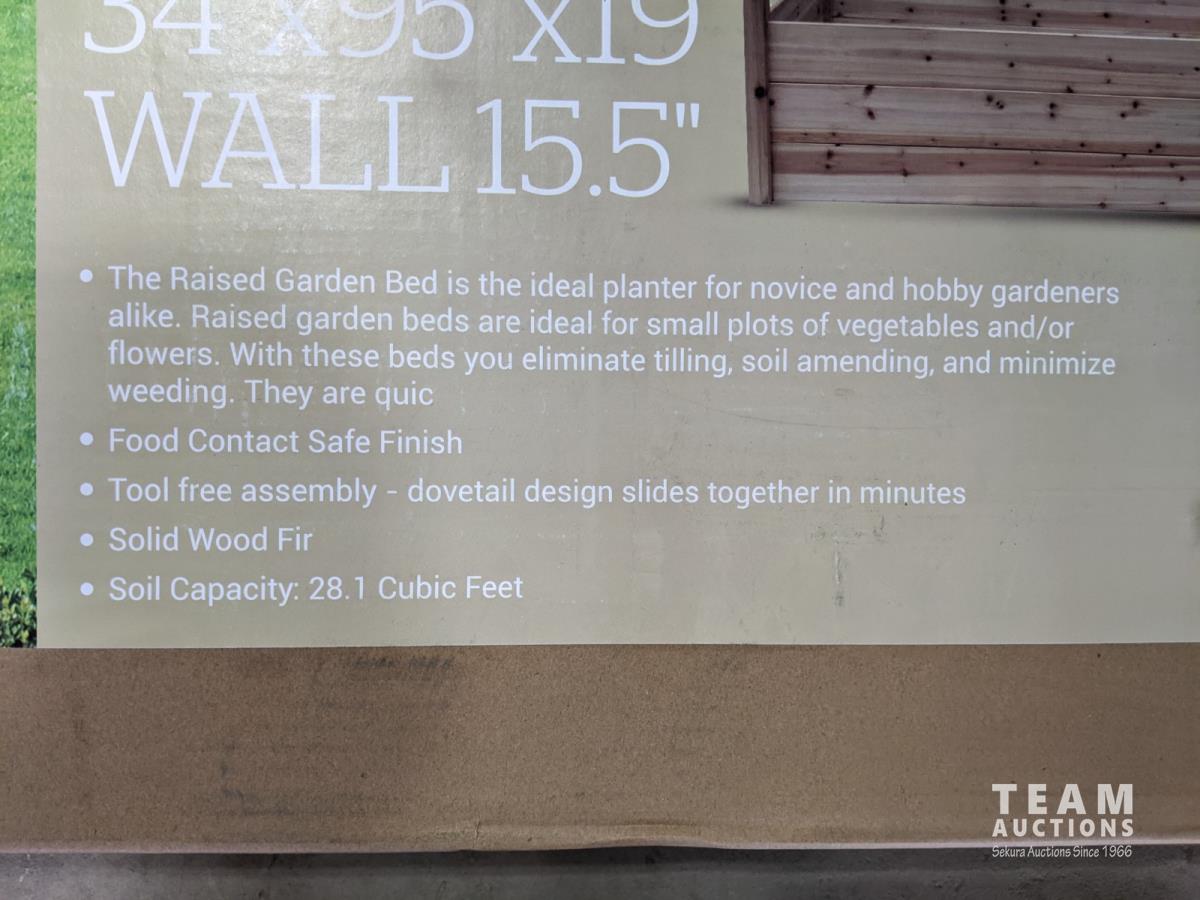 34 x95 x19
WALL 15.5"
• The Raised Garden Bed is the ideal planter for novice and hobby gardeners
alike. Raised garden beds are ideal for small plots of vegetables and/or
flowers. With these beds you eliminate tilling, soil amending, and minimize
weeding. They are quic
• Food Contact Safe Finish
• Tool free assembly - dovetail design slides together in minutes
• Solid Wood Fir
• Soil Capacity: 28.1 Cubic Feet
TEAM
AUCTIONS
Sekura Auctions Since 1966